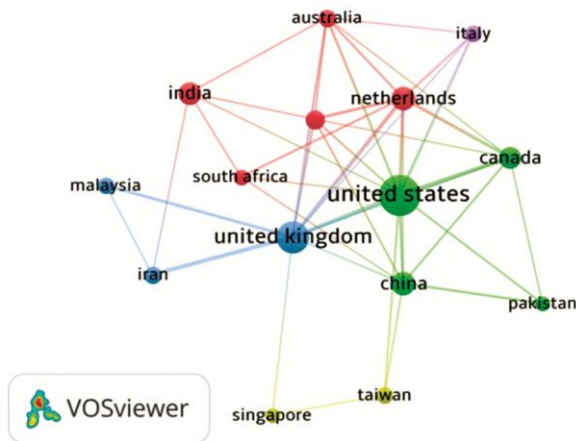 australia
italy
india
netherlands
canada
south africa
malaysia
united states
united kingdom
iran
china
pakistan
taiwan
singapore
VOSviewer